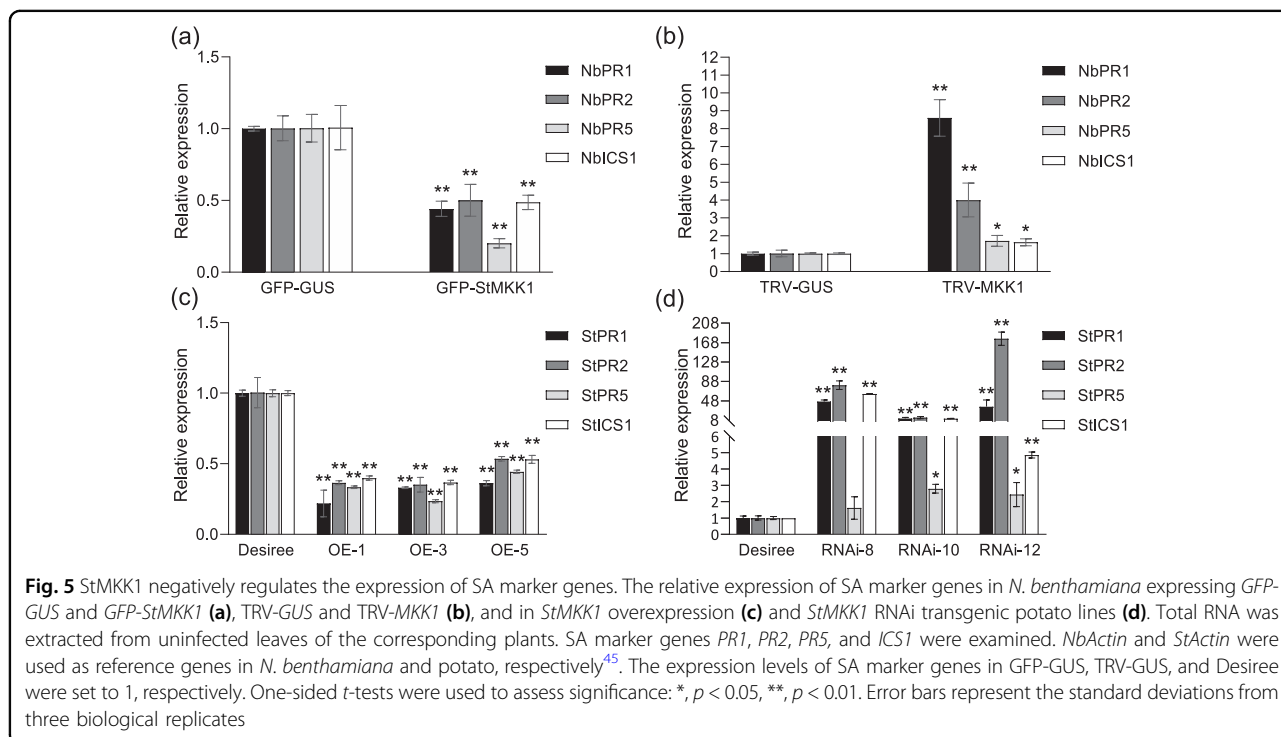 (a)
1.5
1.0
0.5
0.0
Relative expression
** ** ** **
GFP-GUS GFP-StMKK1
NbPR1
NbPR2
NbPR5
NbICS1
(b)
12
11
10
9
8
7
6
5
4
3
2
1
0
Relative expression
** ** * *
TRV-GUS TRV-MKK1
NbPR1
NbPR2
NbPR5
NbICS1
(c)
1.5
1.0
0.5
0.0
Relative expression
** ** ** ** ** ** ** ** ** ** ** **
Desiree OE-1 OE-3 OE-5
StPR1
StPR2
StPR5
StICS1
(d)
208
168
128
88
48
8
6
5
4
3
2
1
0
Relative expression
** ** ** ** ** * ** ** ** * **
Desiree RNAi-8 RNAi-10 RNAi-12
StPR1
StPR2
StPR5
StICS1
Fig. 5 StMKK1 negatively regulates the expression of SA marker genes. The relative expression of SA marker genes in N. benthamiana expressing GFP-
GUS and GFP-StMKK1 (a), TRV-GUS and TRV-MKK1 (b), and in StMKK1 overexpression (c) and StMKK1 RNAi transgenic potato lines (d). Total RNA was
extracted from uninfected leaves of the corresponding plants. SA marker genes PR1, PR2, PR5, and ICS1 were examined. NbActin and StActin were
used as reference genes in N. benthamiana and potato, respectively45. The expression levels of SA marker genes in GFP-GUS, TRV-GUS, and Desiree
were set to 1, respectively. One-sided t-tests were used to assess significance: *, p < 0.05, **, p < 0.01. Error bars represent the standard deviations from
three biological replicates